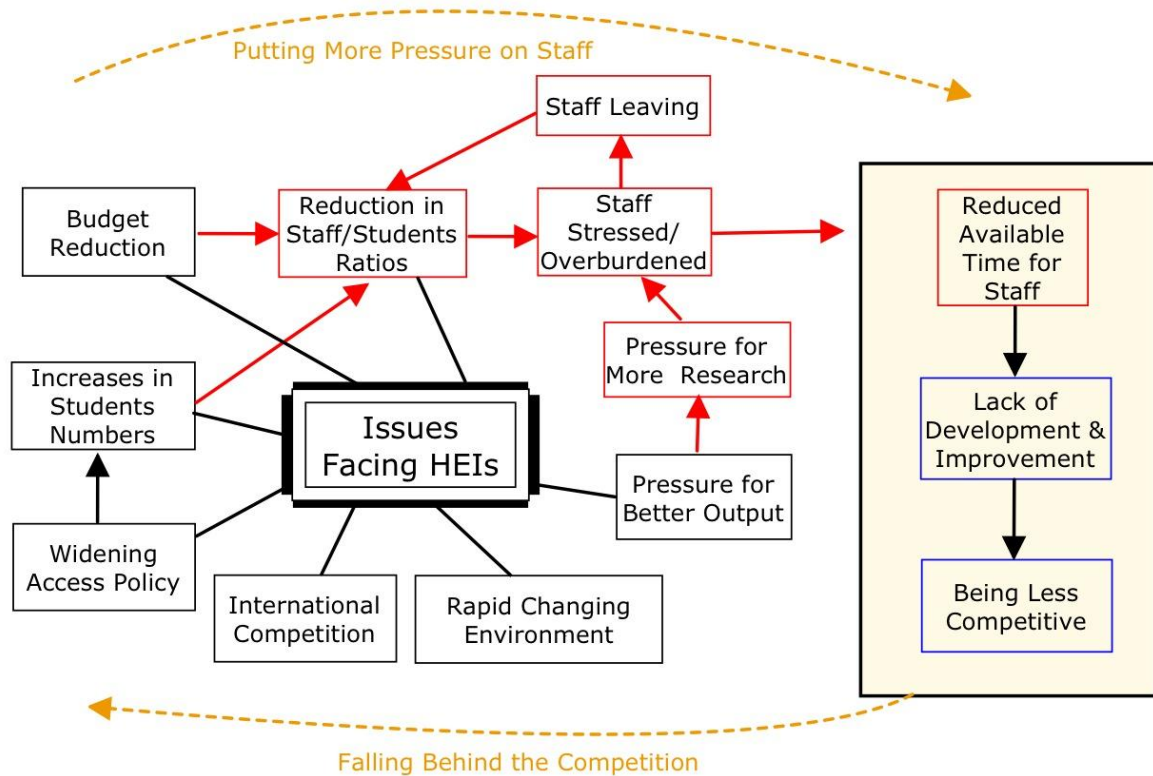 Putting More Pressure on Staff
Staff Leaving
Budget
Reduction
Reduction in
Staff/Students
Ratios
Staff
Stressed/
Overburdened
Reduced
Available
Time for
Staff
Increases in
Students
Numbers
Pressure for
More Research
Issues
Facing HEIs
Lack of
Development &
Improvement
Pressure for
Better Output
Widening
Access Policy
International
Competition
Rapid Changing
Environment
Being Less
Competitive
Falling Behind the Competition